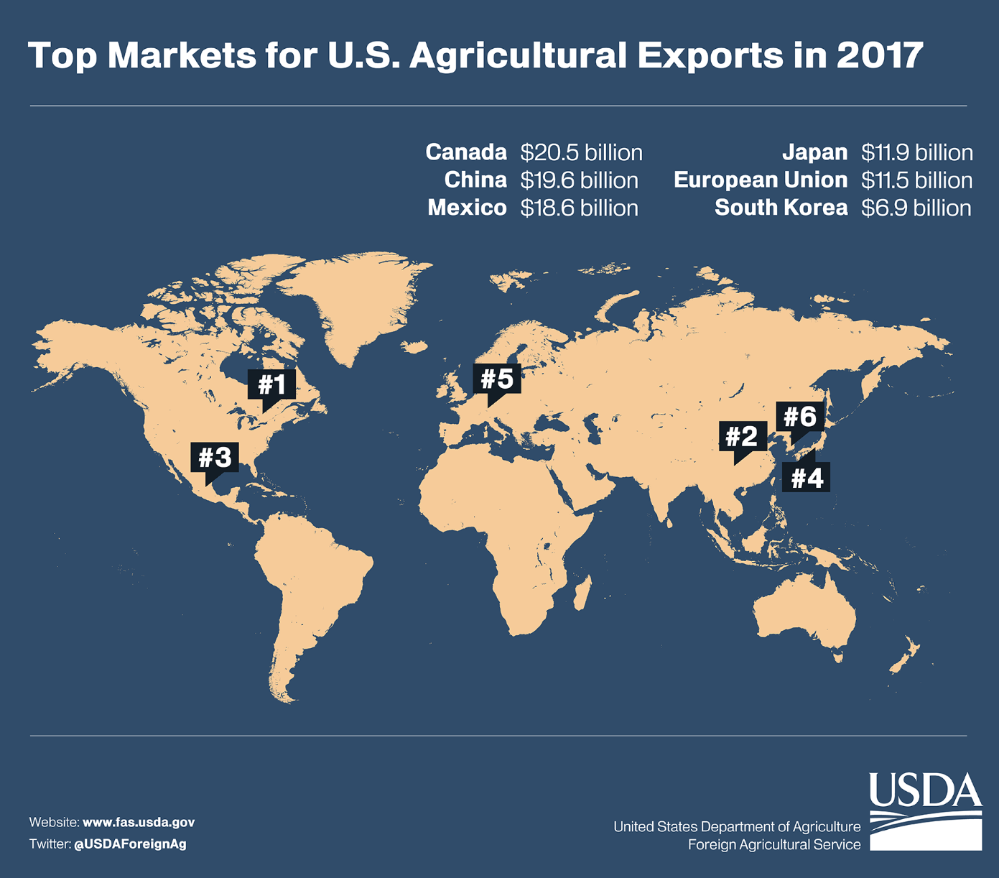 Top Markets for U.S. Agricultural Exports in 2017
Canada $20.5 billion
China $19.6 billion
Mexico $18.6 billion
Japan $11.9 billion
European Union $11.5 billion
South Korea $6.9 billion
#1
#5
#6
#2
#3
#4
Website: www.fas.usda.gov
Twitter: @USDAForeignAg
United States Department of Agriculture
Foreign Agricultural Service
USDA